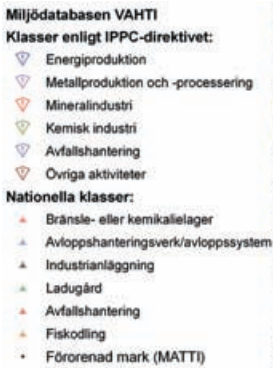 Miljödatabasen VAHTI
Klasser enligt IPPC-direktivet:
Energiproduktion
Metallproduktion och -processering
Mineralindustri
Kemisk industri
Avfallshantering
Övriga aktiviteter
Nationella klasser:
Bränsle- eller kemikalielager
Avloppshanteringsverk/avloppssystem
Industrianläggning
Ladugård
Avfallshantering
Fiskodling
Förorenad mark (MATTI)